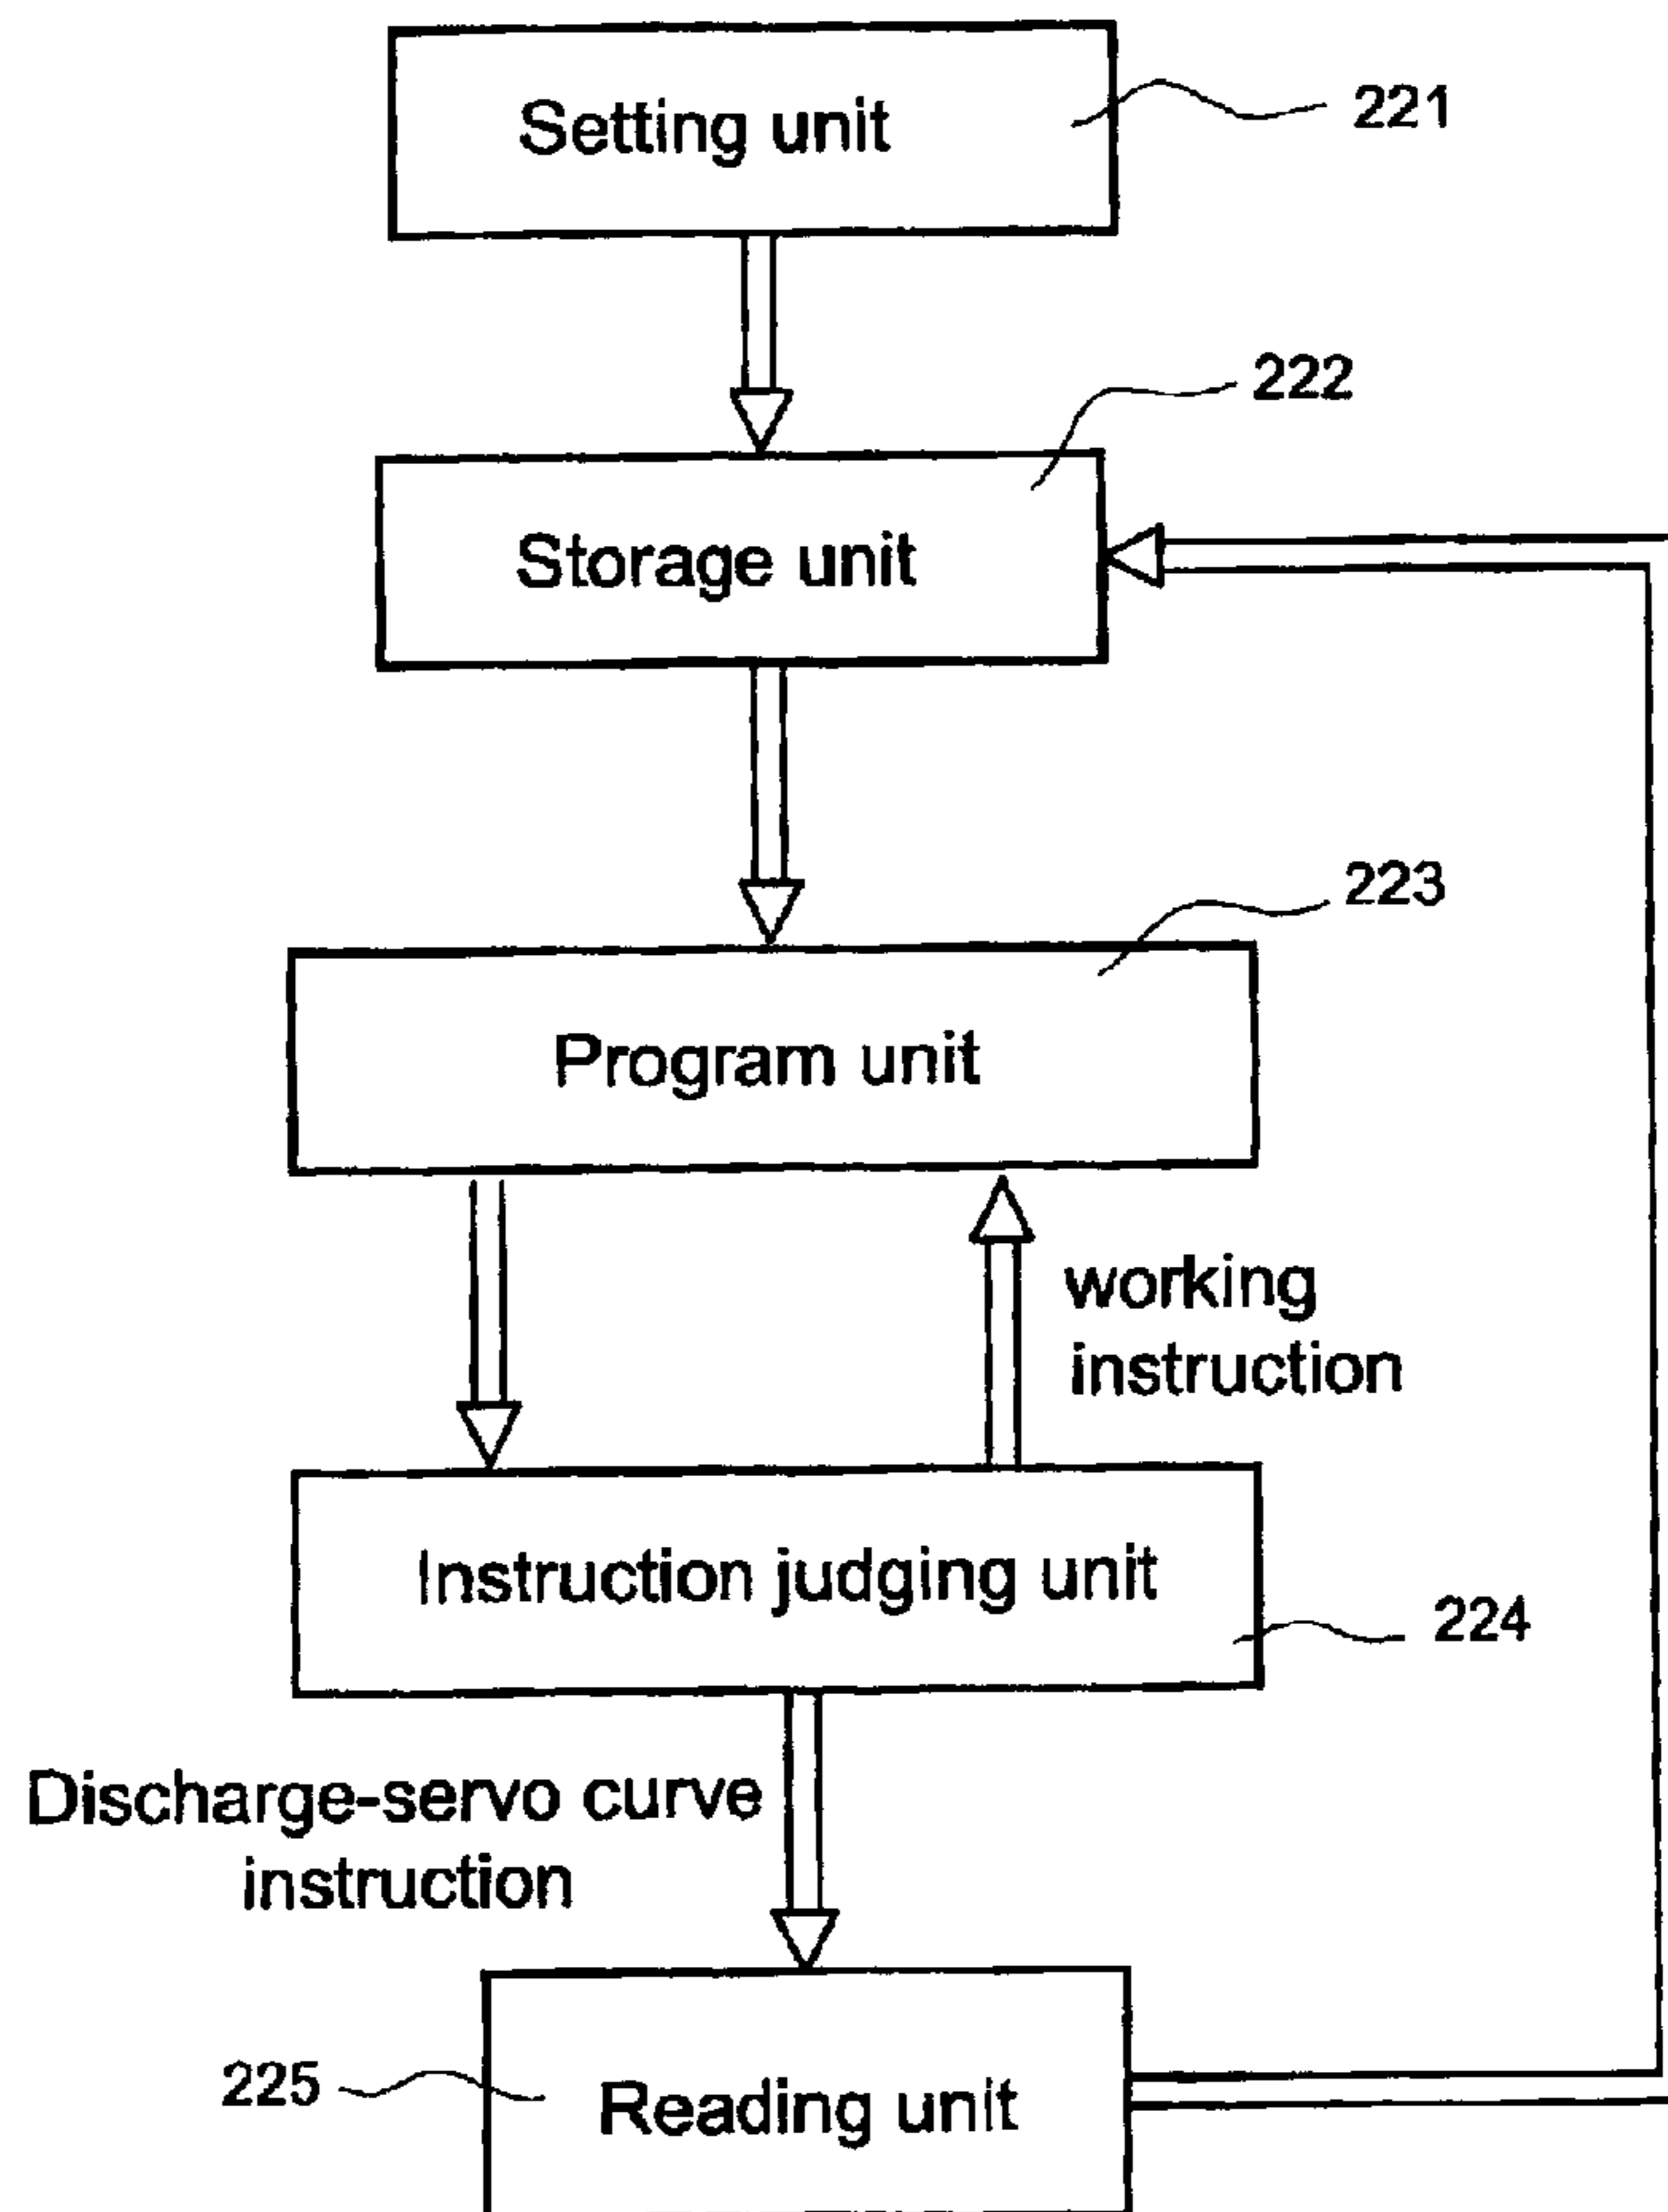 Setting unit
221
222
Storage unit
223
Program unit
working
instruction
Instruction judging unit
224
Discharge-servo curve
instruction
225
Reading unit